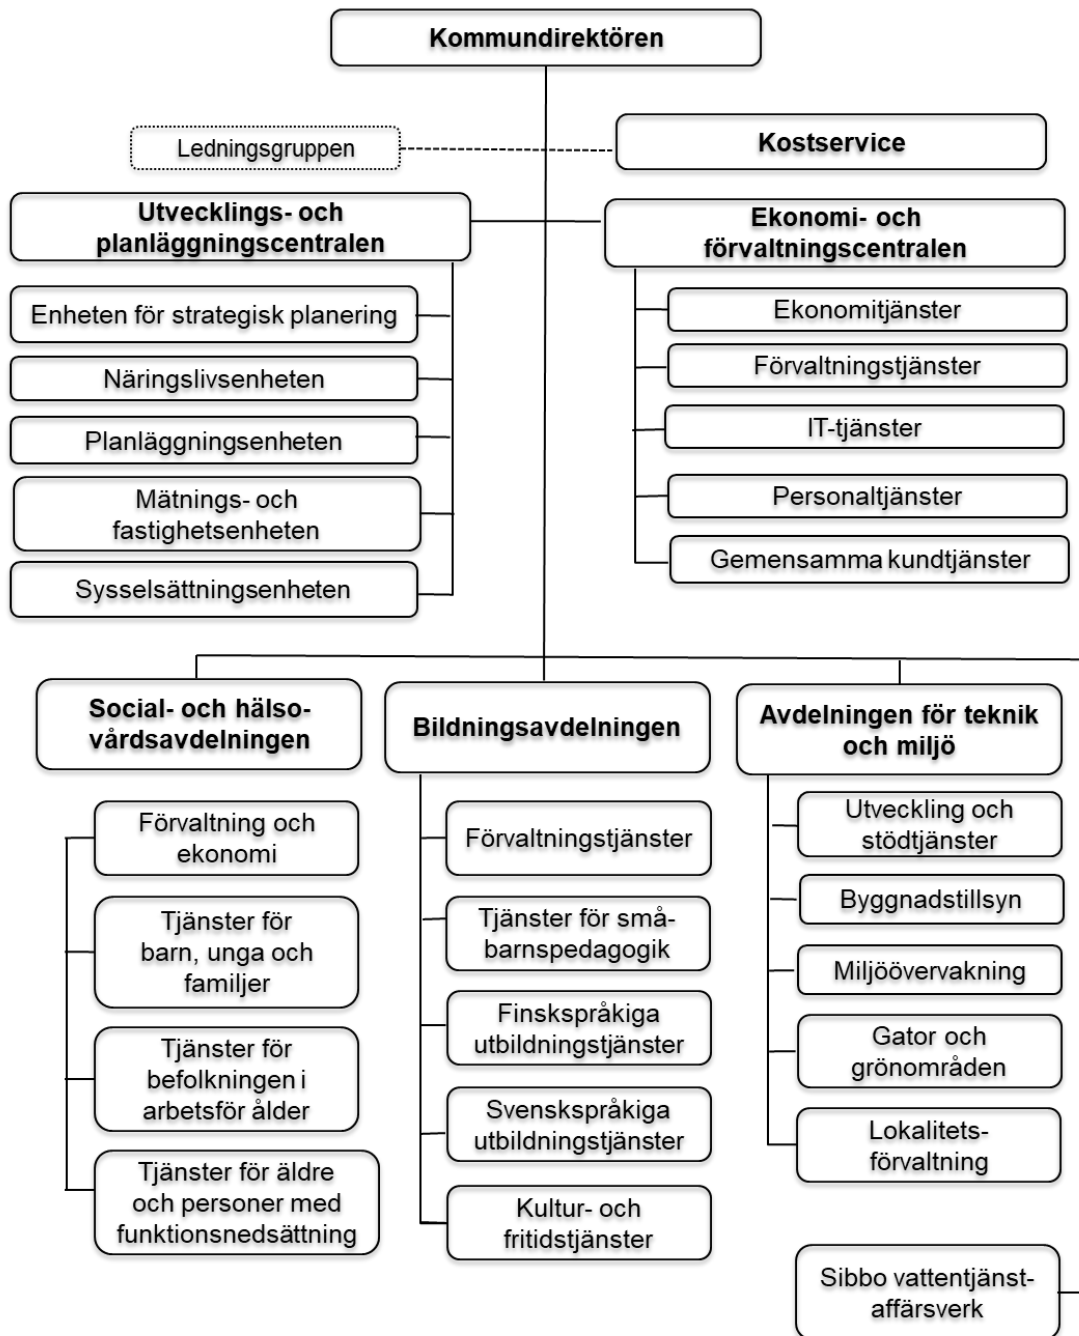 Kommundirektören
Ledningsgruppen
Kostservice
Utvecklings- och
planläggningscentralen
Enheten för strategisk planering
Näringslivsenheten
Planläggningsenheten
Mätnings- och
fastighetsenheten
Sysselsättningsenheten
Ekonomi- och
förvaltningscentralen
Ekonomitjänster
Förvaltningstjänster
IT-tjänster
Personaltjänster
Gemensamma kundtjänster
Social- och hälso-
vårdsavdelningen
Förvaltning och
ekonomi
Tjänster för
barn, unga och
familjer
Tjänster för
befolkningen i
arbetsför ålder
Tjänster för äldre
och personer med
funktionsnedsättning
Bildningsavdelningen
Förvaltningstjänster
Tjänster för små-
barnspedagogik
Finskspråkiga
utbildningstjänster
Svenskspråkiga
utbildningstjänster
Kultur- och
fritidstjänster
Avdelningen för teknik
och miljö
Utveckling och
stödtjänster
Byggnadstillsyn
Miljöövervakning
Gator och
grönområden
Lokalitets-
förvaltning
Sibbo vattentjänst-
affärsverk